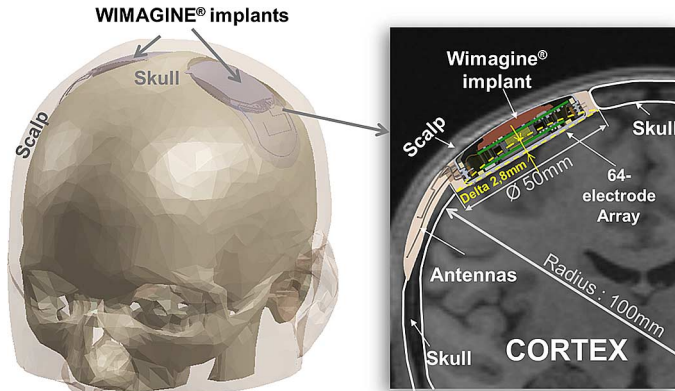 WIMAGINE® implants
Skull
Scalp
Wimagine®
implant
Scalp
Skull
Delta 2,8mm
Ø 50mm
64-
electrode
Array
Antennas
Radius : 100mm
Skull
CORTEX